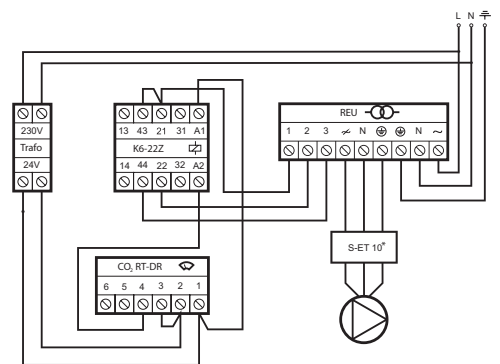 L N
230V
Trafo
24V
13 43 21 31 A1
K6-22Z
14 44 22 32 A2
REU
1 2 3 N N ~
S-ET 10*
CO₂ RT-DR
6 5 4 3 2 1